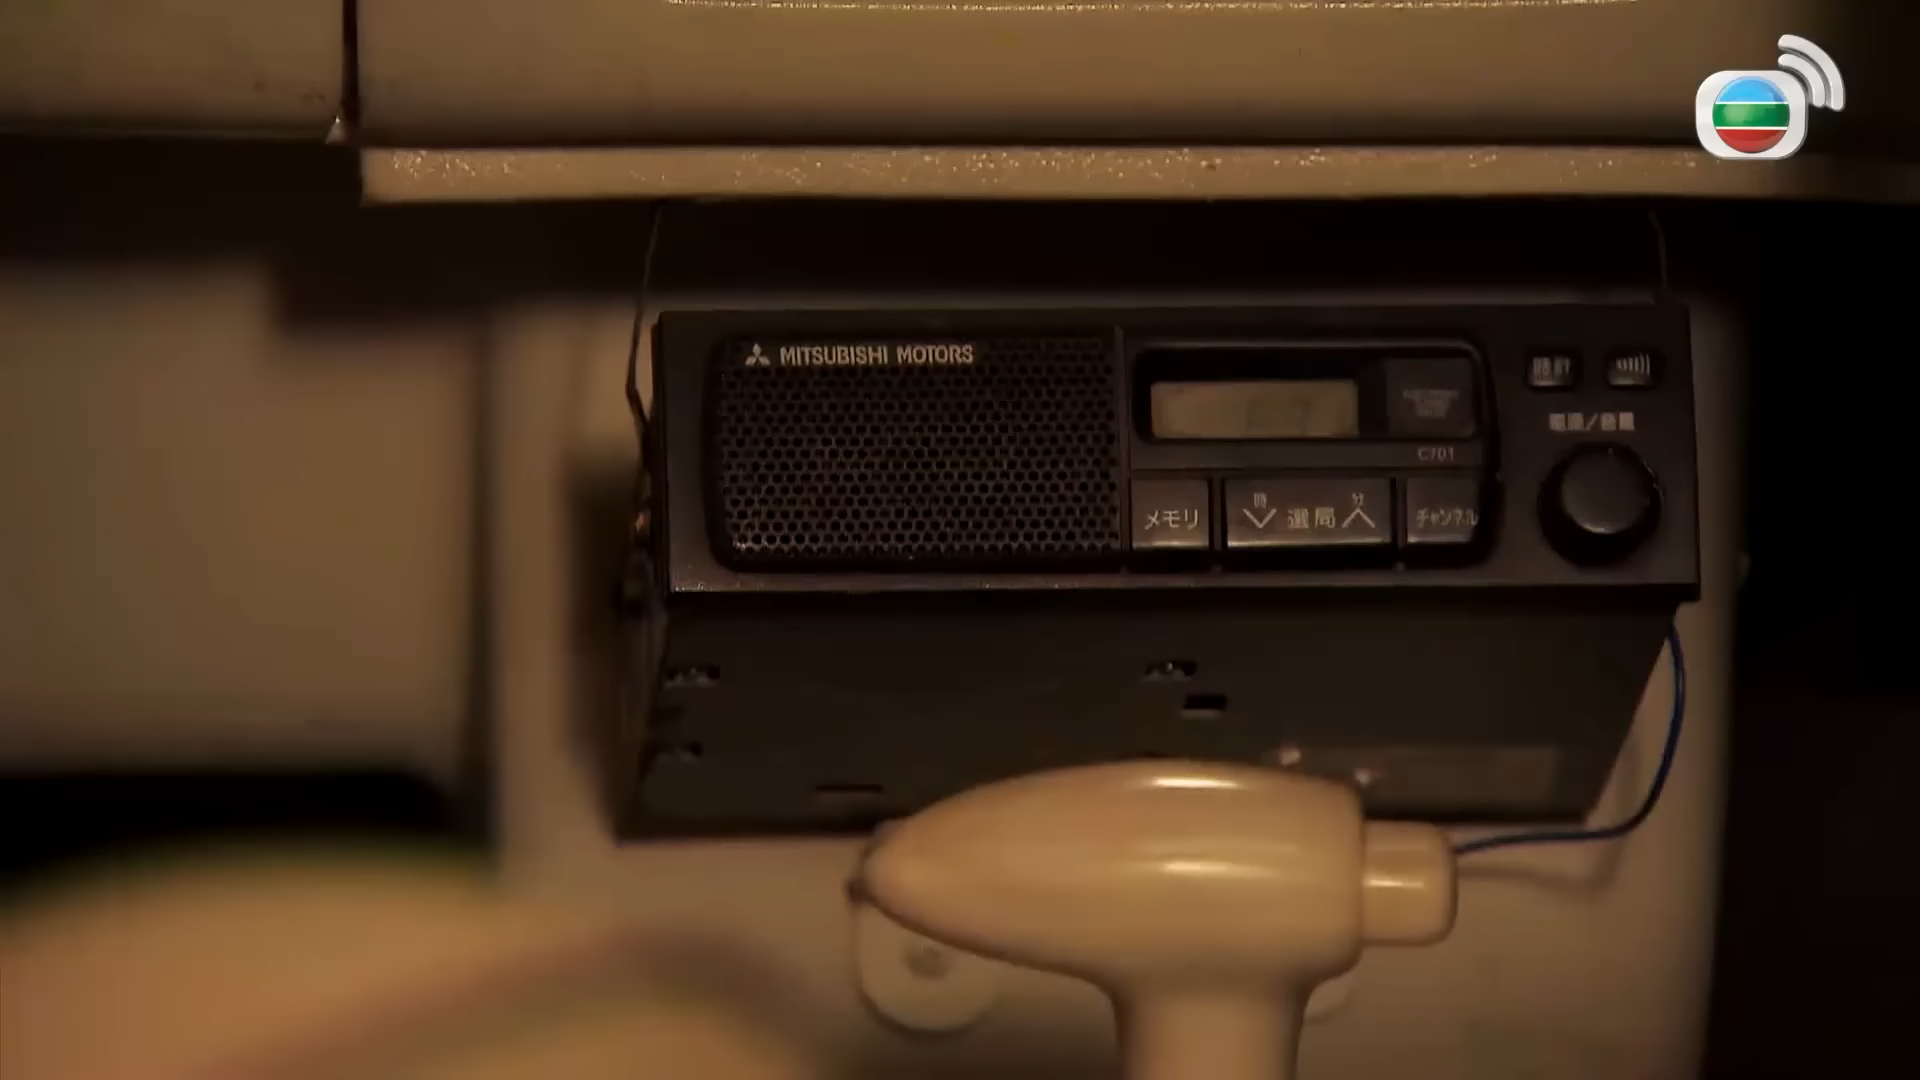 MITSUBISHI MOTORS
時計
電源/音量
C701
メモリ
時 分
選局
チャンネル